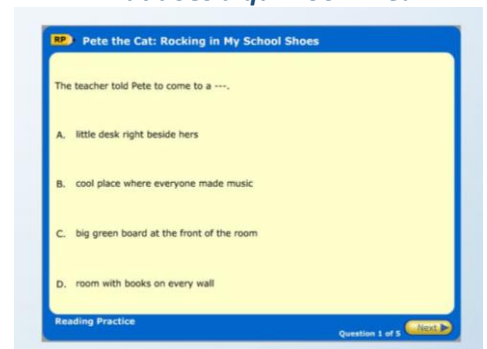 RP Pete the Cat: Rocking in My School Shoes
The teacher told Pete to come to a ---.
A. little desk right beside hers
B. cool place where everyone made music
C. big green board at the front of the room
D. room with books on every wall
Reading Practice
Question 1 of 5 Next